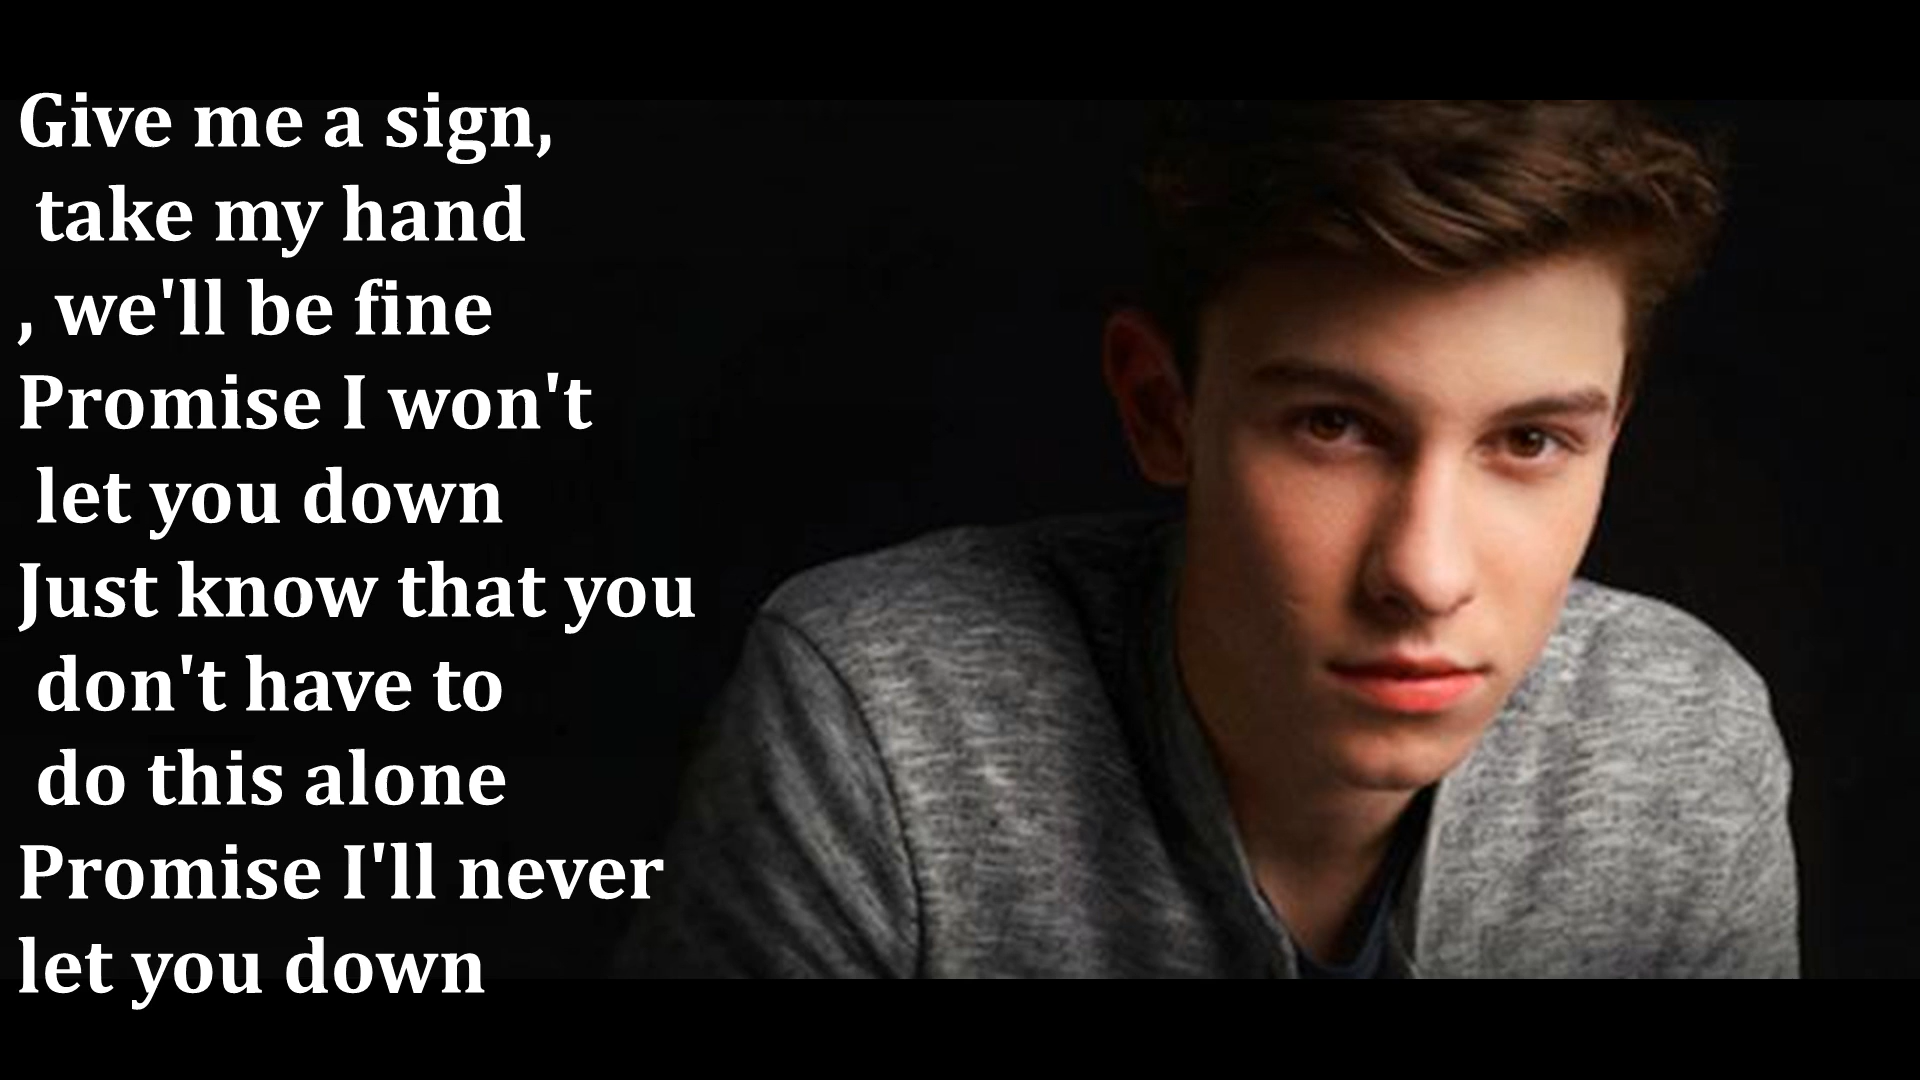 Give me a sign,
take my hand
, we'll be fine
Promise I won't
let you down
Just know that you
don't have to
do this alone
Promise I'll never
let you down